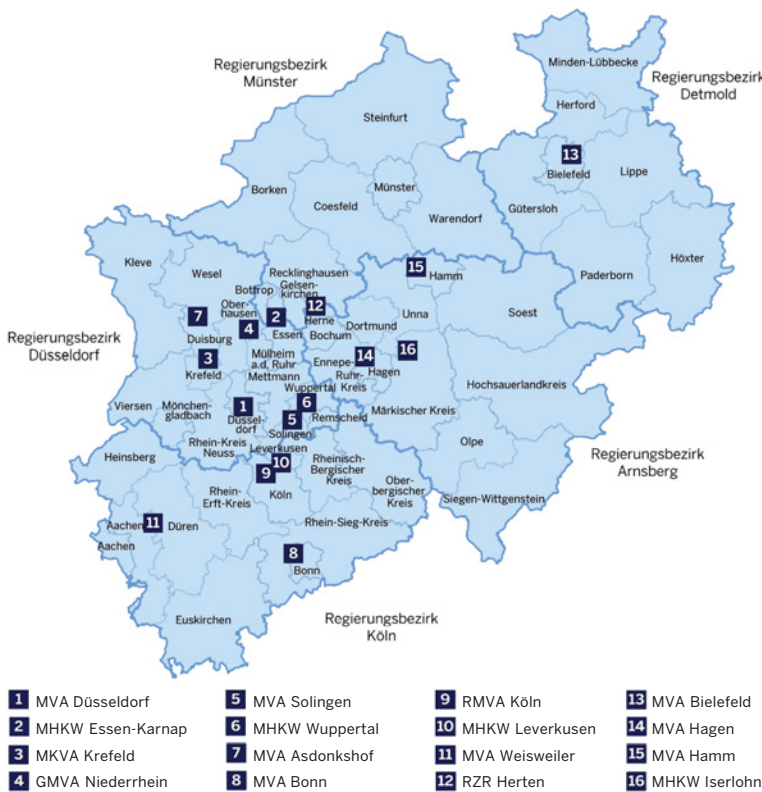 Regierungsbezirk
Münster
Minden-Lübbecke
Regierungsbezirk
Detmold
Herford
Steinfurt
13
Bielefeld
Lippe
Borken
Münster
Coesfeld
Gütersloh
Warendorf
Höxter
Kleve
Wesel
Recklinghausen
15
Hamm
Paderborn
Bottrop
Gelsen-
kirchen
Ober-
hausen
12
Herne
Unna
Soest
7
4
2
Dortmund
Regierungsbezirk
Düsseldorf
Duisburg
Essen
Bochum
3
Krefeld
Mülheim
a.d. Ruhr
Mettmann
Ennepe-
Ruhr-
Kreis
14
Hagen
16
Wuppertal
Hochsauerlandkreis
Viersen
Mönchen-
gladbach
1
Düssel-
dorf
6
5
Remscheid
Solingen
Märkischer Kreis
Rhein-Kreis
Neuss
Leverkusen
Olpe
Regierungsbezirk
Arnsberg
Heinsberg
9
10
Rheinisch-
Bergischer
Kreis
Ober-
bergischer
Kreis
Rhein-
Erft-Kreis
Köln
Siegen-Wittgenstein
Aachen
11
Düren
Rhein-Sieg-Kreis
Aachen
8
Bonn
Euskirchen
Regierungsbezirk
Köln
1 MVA Düsseldorf
2 MHKW Essen-Karnap
3 MKVA Krefeld
4 GMVA Niederrhein
5 MVA Solingen
6 MHKW Wuppertal
7 MVA Asdonkshof
8 MVA Bonn
9 RMVA Köln
10 MHKW Leverkusen
11 MVA Weisweiler
12 RZR Herten
13 MVA Bielefeld
14 MVA Hagen
15 MVA Hamm
16 MHKW Iserlohn